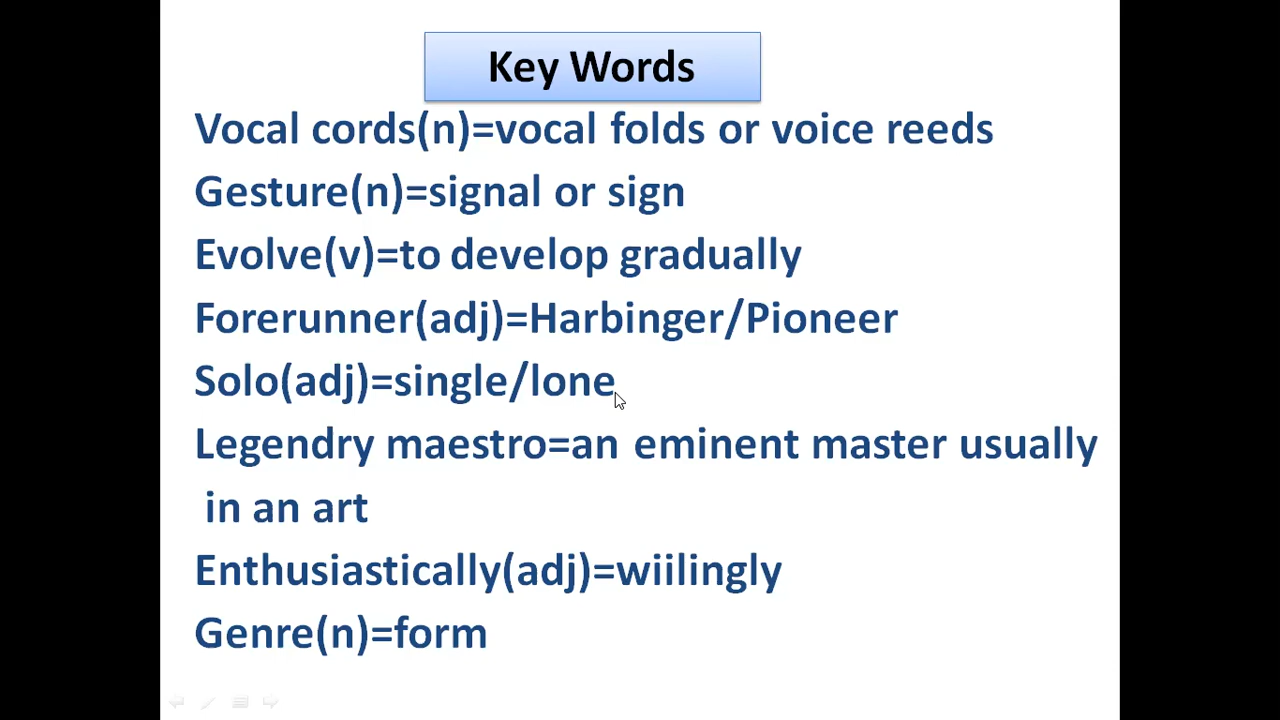 Key Words
Vocal cords(n)=vocal folds or voice reeds
Gesture(n)=signal or sign
Evolve(v)=to develop gradually
Forerunner(adj)=Harbinger/Pioneer
Solo(adj)=single/lone
Legendry maestro=an eminent master usually
in an art
Enthusiastically(adj)=wiilingly
Genre(n)=form